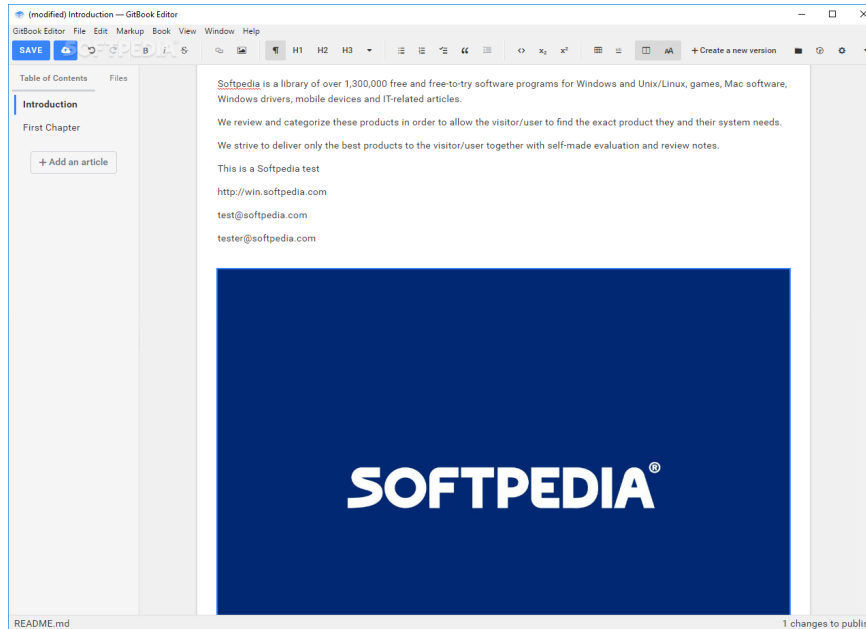 (modified) Introduction — GitBook Editor
GitBook Editor File Edit Markup Book View Window Help
SAVE B i S ¶ H1 H2 H3 “ <> x₂ x² AA + Create a new version
SOFTPEDIA®
Table of Contents Files
Introduction
First Chapter
+ Add an article
Softpedia is a library of over 1,300,000 free and free-to-try software programs for Windows and Unix/Linux, games, Mac software,
Windows drivers, mobile devices and IT-related articles.
We review and categorize these products in order to allow the visitor/user to find the exact product they and their system needs.
We strive to deliver only the best products to the visitor/user together with self-made evaluation and review notes.
This is a Softpedia test
http://win.softpedia.com
test@softpedia.com
tester@softpedia.com
SOFTPEDIA®
README.md 1 changes to publis